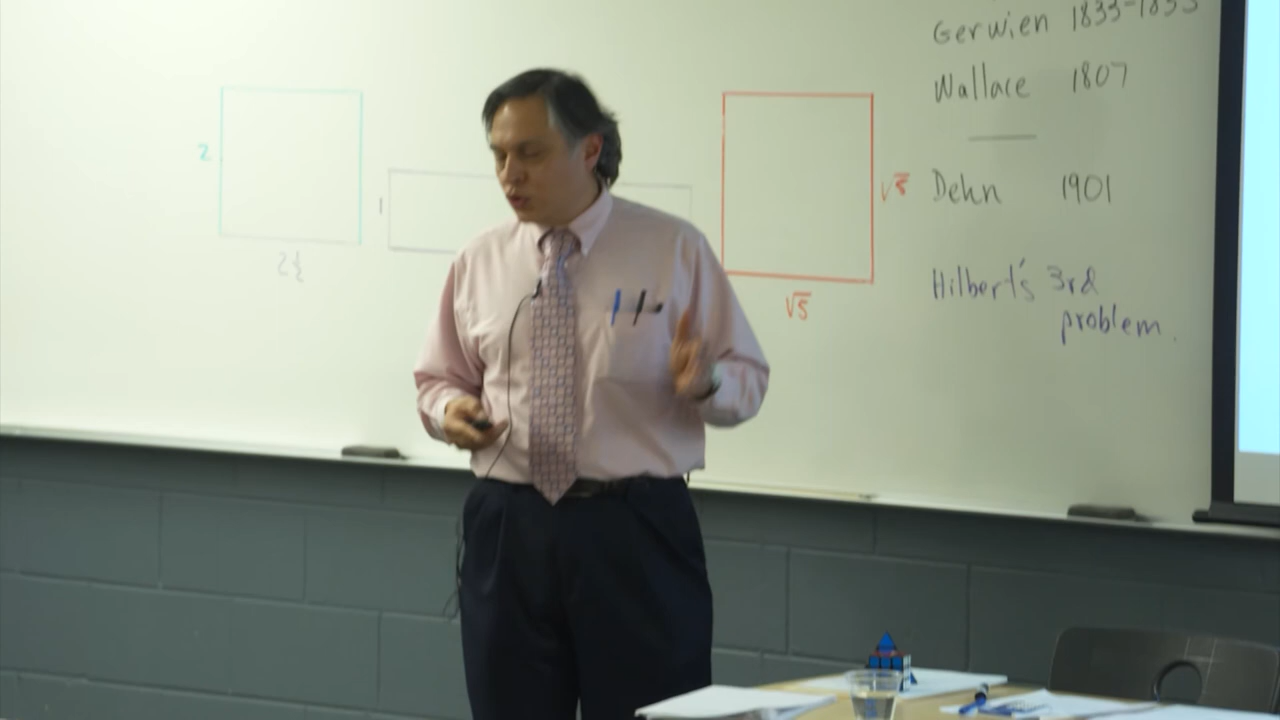 2
2½
1
√5
√5
Gerwien 1833-1835
Wallace 1807
Dehn 1901
Hilbert's 3rd
problem.